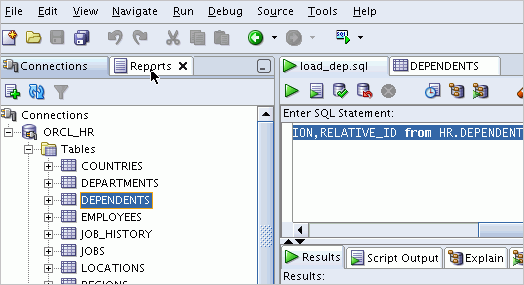 File Edit View Navigate Run Debug Source Tools Help
Connections Reports
load_dep.sql DEPENDENTS
Enter SQL Statement:
ION,RELATIVE_ID from HR.DEPENDENT
Connections
ORCL_HR
Tables
COUNTRIES
DEPARTMENTS
DEPENDENTS
EMPLOYEES
JOB_HISTORY
JOBS
LOCATIONS
REGIONS
Results Script Output Explain
Results: